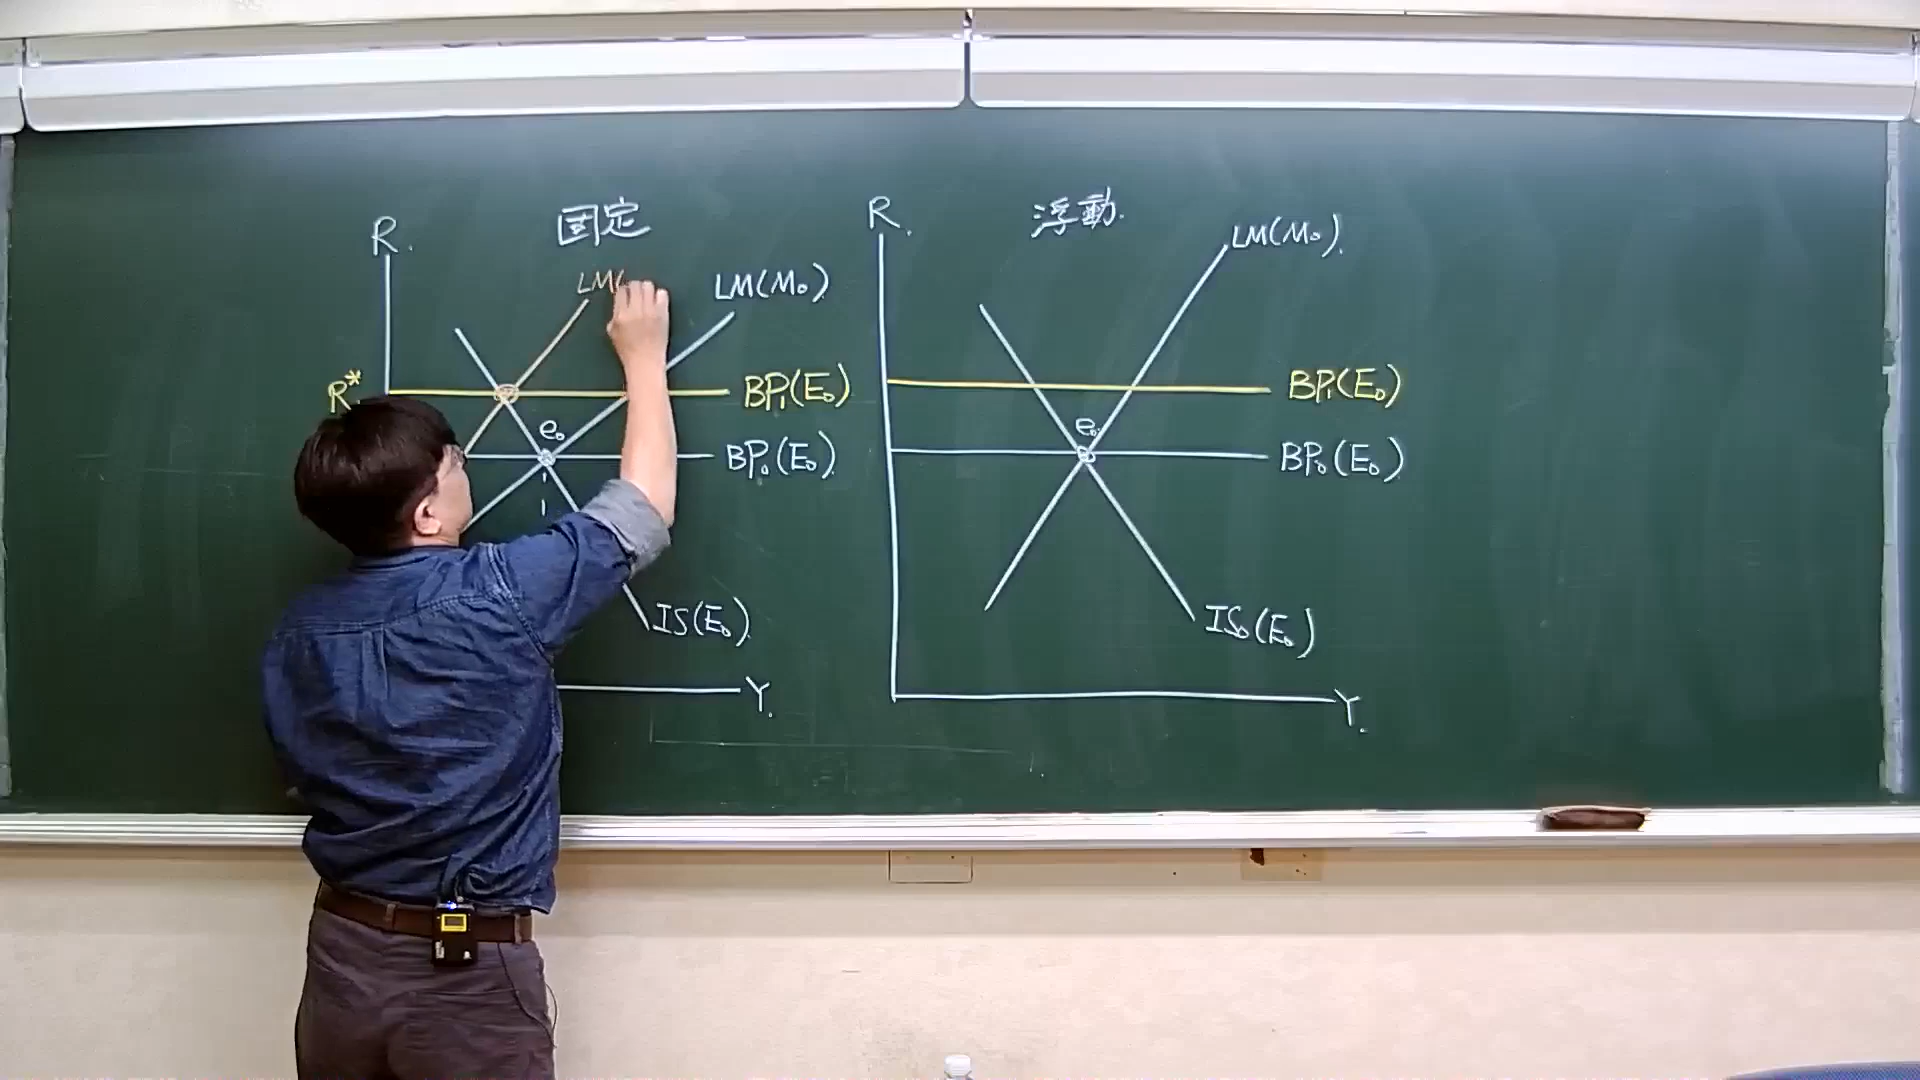 固定
R.
LM(
LM(M₀)
R*
BP₁(E₀)
e₀
BP₀(E₀)
IS(E₀)
Y.
浮動.
R.
LM(M₀).
BP₁(E₀)
e₀
BP₀(E₀)
IS₀(E₀)
Y.